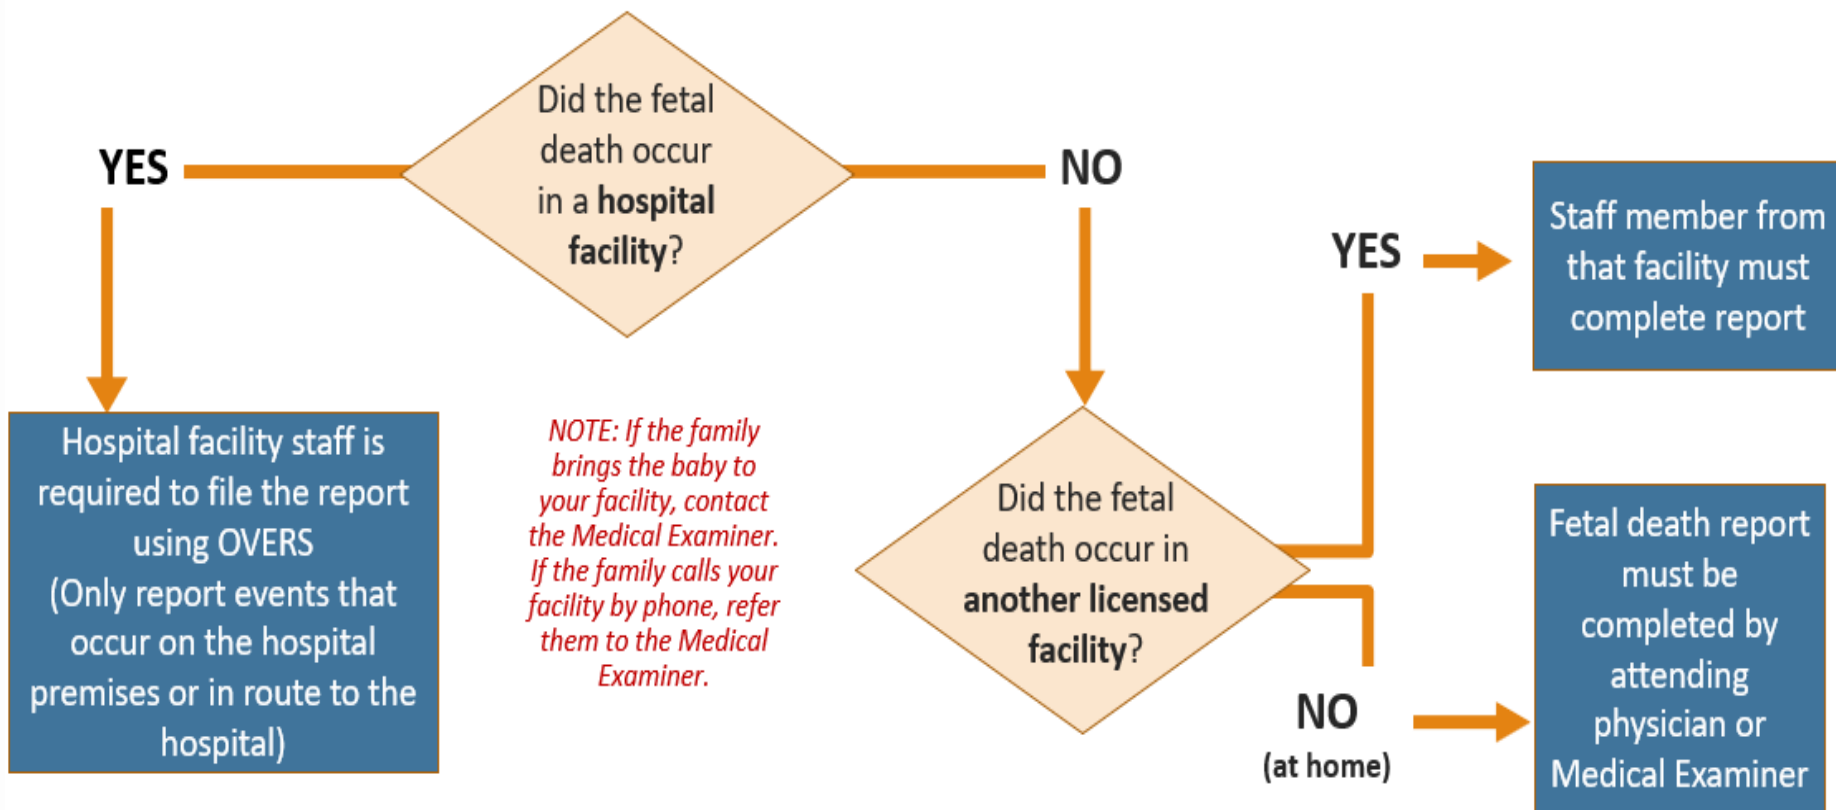 Did the fetal
death occur
in a hospital
facility?
YES
NO
Hospital facility staff is
required to file the report
using OVERS
(Only report events that
occur on the hospital
premises or in route to the
hospital)
NOTE: If the family
brings the baby to
your facility, contact
the Medical Examiner.
If the family calls your
facility by phone, refer
them to the Medical
Examiner.
Did the fetal
death occur in
another licensed
facility?
YES
Staff member from
that facility must
complete report
NO
(at home)
Fetal death report
must be
completed by
attending
physician or
Medical Examiner